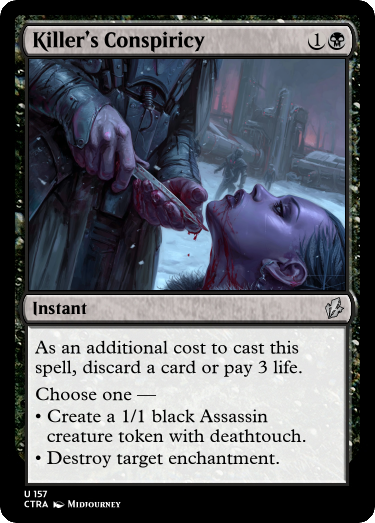 Killer's Conspiricy 1
Instant
As an additional cost to cast this
spell, discard a card or pay 3 life.
Choose one —
• Create a 1/1 black Assassin
creature token with deathtouch.
• Destroy target enchantment.
U 157
CTRA Midjourney